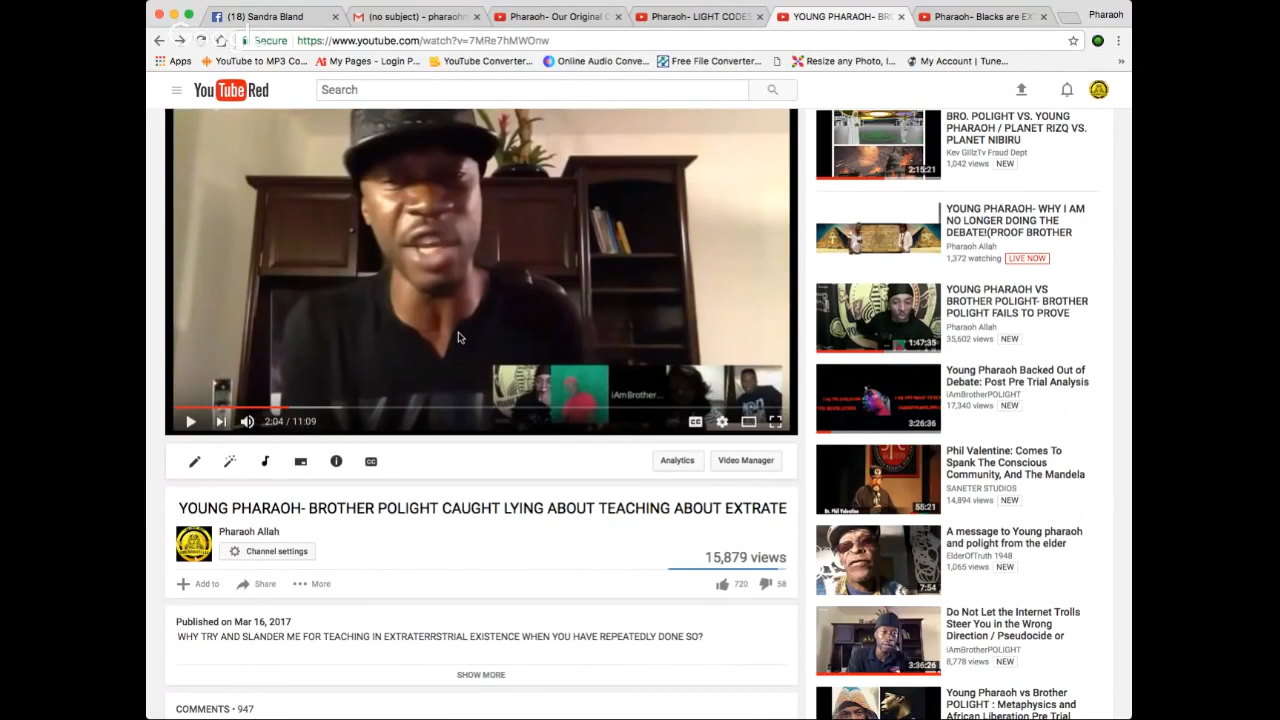 (18) Sandra Bland
(no subject) - pharaohn
Pharaoh- Our Original C
Pharaoh- LIGHT CODES
YOUNG PHARAOH- BRO
Pharaoh- Blacks are EX
Pharaoh
Secure
https://www.youtube.com/watch?v=7MRe7hMWOnw
Apps
YouTube to MP3 Co...
My Pages - Login P...
YouTube Converter...
Online Audio Conve...
Free File Converter...
Resize any Photo, I...
My Account | Tune...
YouTube Red
Search
iAmBrother...
2:04 / 11:09
CC
Analytics
Video Manager
YOUNG PHARAOH- BROTHER POLIGHT CAUGHT LYING ABOUT TEACHING ABOUT EXTRATE
Pharaoh Allah
Channel settings
15,879 views
Add to
Share
More
720
58
Published on Mar 16, 2017
WHY TRY AND SLANDER ME FOR TEACHING IN EXTRATERRSTRIAL EXISTENCE WHEN YOU HAVE REPEATEDLY DONE SO?
SHOW MORE
COMMENTS • 947
BRO. POLIGHT VS. YOUNG
PHARAOH / PLANET RIZQ VS.
PLANET NIBIRU
Kev GillzTv Fraud Dept
1,042 views NEW
2:15:21
YOUNG PHARAOH- WHY I AM
NO LONGER DOING THE
DEBATE!(PROOF BROTHER
Pharaoh Allah
1,372 watching LIVE NOW
YOUNG PHARAOH VS
BROTHER POLIGHT- BROTHER
POLIGHT FAILS TO PROVE
Pharaoh Allah
35,602 views NEW
1:47:35
Young Pharaoh Backed Out of
Debate: Post Pre Trial Analysis
iAmBrotherPOLIGHT
17,340 views NEW
3:26:36
Phil Valentine: Comes To
Spank The Conscious
Community, And The Mandela
SANETER STUDIOS
14,894 views NEW
Dr. Phil Valentine
55:21
A message to Young pharaoh
and polight from the elder
ElderOfTruth 1948
1,065 views NEW
7:54
Do Not Let the Internet Trolls
Steer You in the Wrong
Direction / Pseudocide or
iAmBrotherPOLIGHT
8,778 views NEW
3:36:26
Young Pharaoh vs Brother
POLIGHT : Metaphysics and
African Liberation Pre Trial